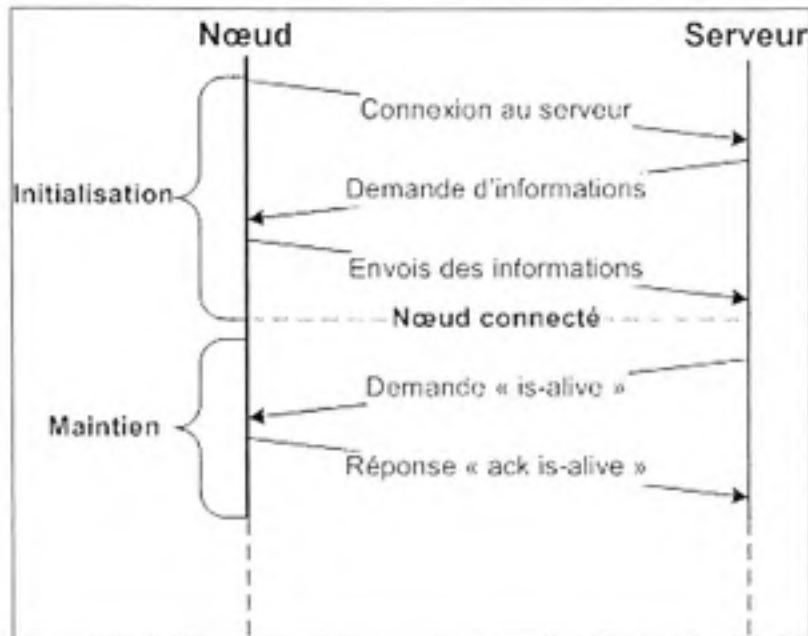 Nœud
Serveur
Connexion au serveur
Demande d'informations
Initialisation
Envois des informations
Nœud connecté
Demande « is-alive »
Maintien
Réponse « ack is-alive »